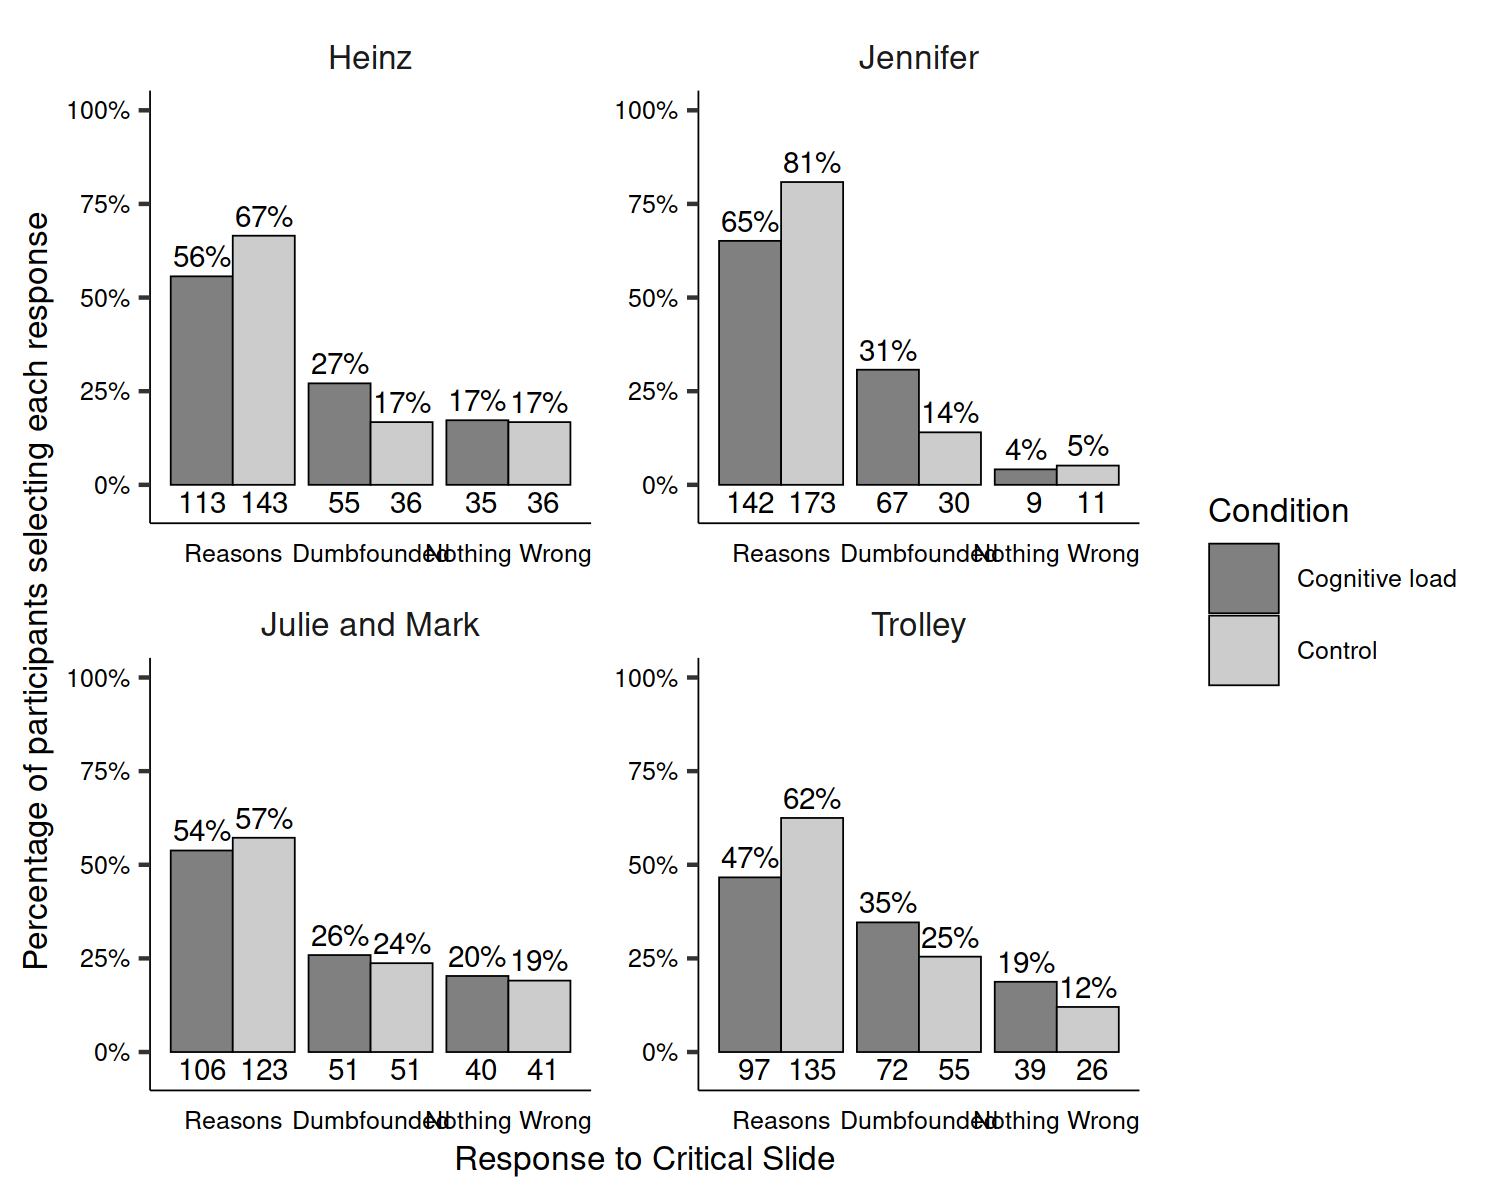 Heinz
100%
75%
50%
25%
0%
56%
67%
27%
17%
17%
17%
113 143 55 36 35 36
Reasons Dumbfounded Nothing Wrong
Jennifer
100%
75%
50%
25%
0%
65%
81%
31%
14%
4%
5%
142 173 67 30 9 11
Reasons Dumbfounded Nothing Wrong
Julie and Mark
100%
75%
50%
25%
0%
54%
57%
26%
24%
20%
19%
106 123 51 51 40 41
Reasons Dumbfounded Nothing Wrong
Trolley
100%
75%
50%
25%
0%
47%
62%
35%
25%
19%
12%
97 135 72 55 39 26
Reasons Dumbfounded Nothing Wrong
Percentage of participants selecting each response
Response to Critical Slide
Condition
Cognitive load
Control